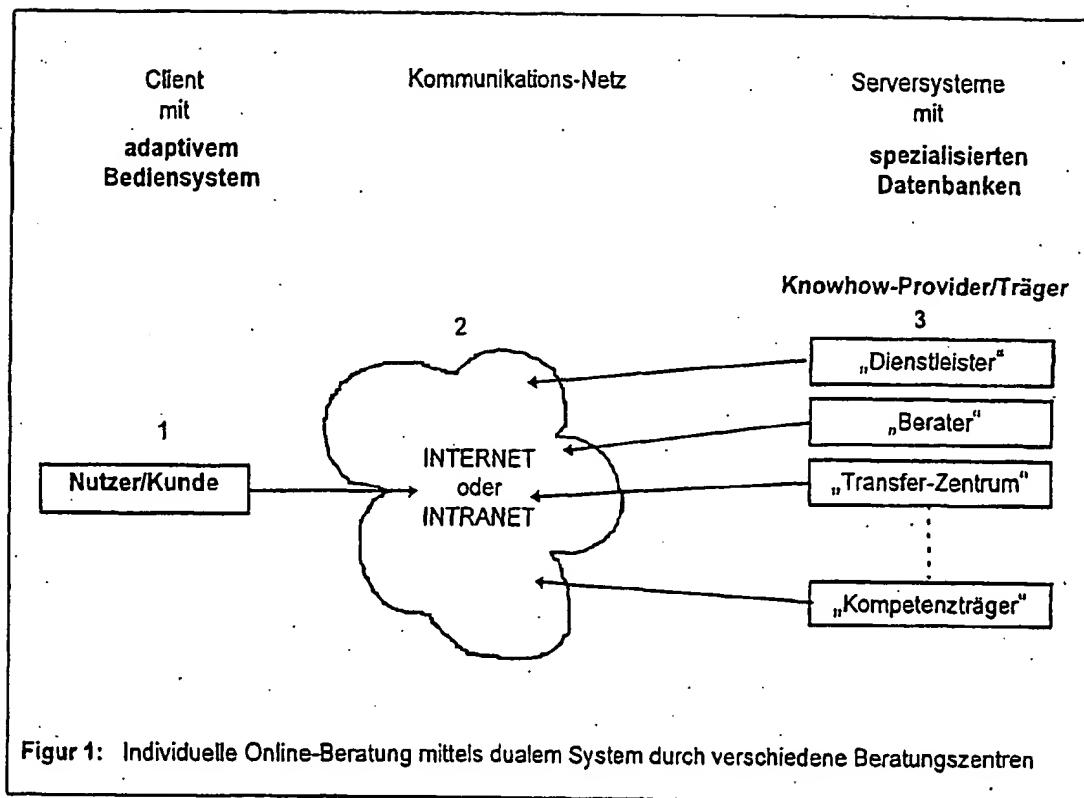 Client
mit
adaptivem
Bediensystem
Kommunikations-Netz
Serversysteme
mit
spezialisierten
Datenbanken
Knowhow-Provider/Träger
3
2
1
Nutzer/Kunde
INTERNET
oder
INTRANET
„Dienstleister“
„Berater“
„Transfer-Zentrum“
„Kompetenzträger“
Figur 1: Individuelle Online-Beratung mittels dualem System durch verschiedene Beratungszentren